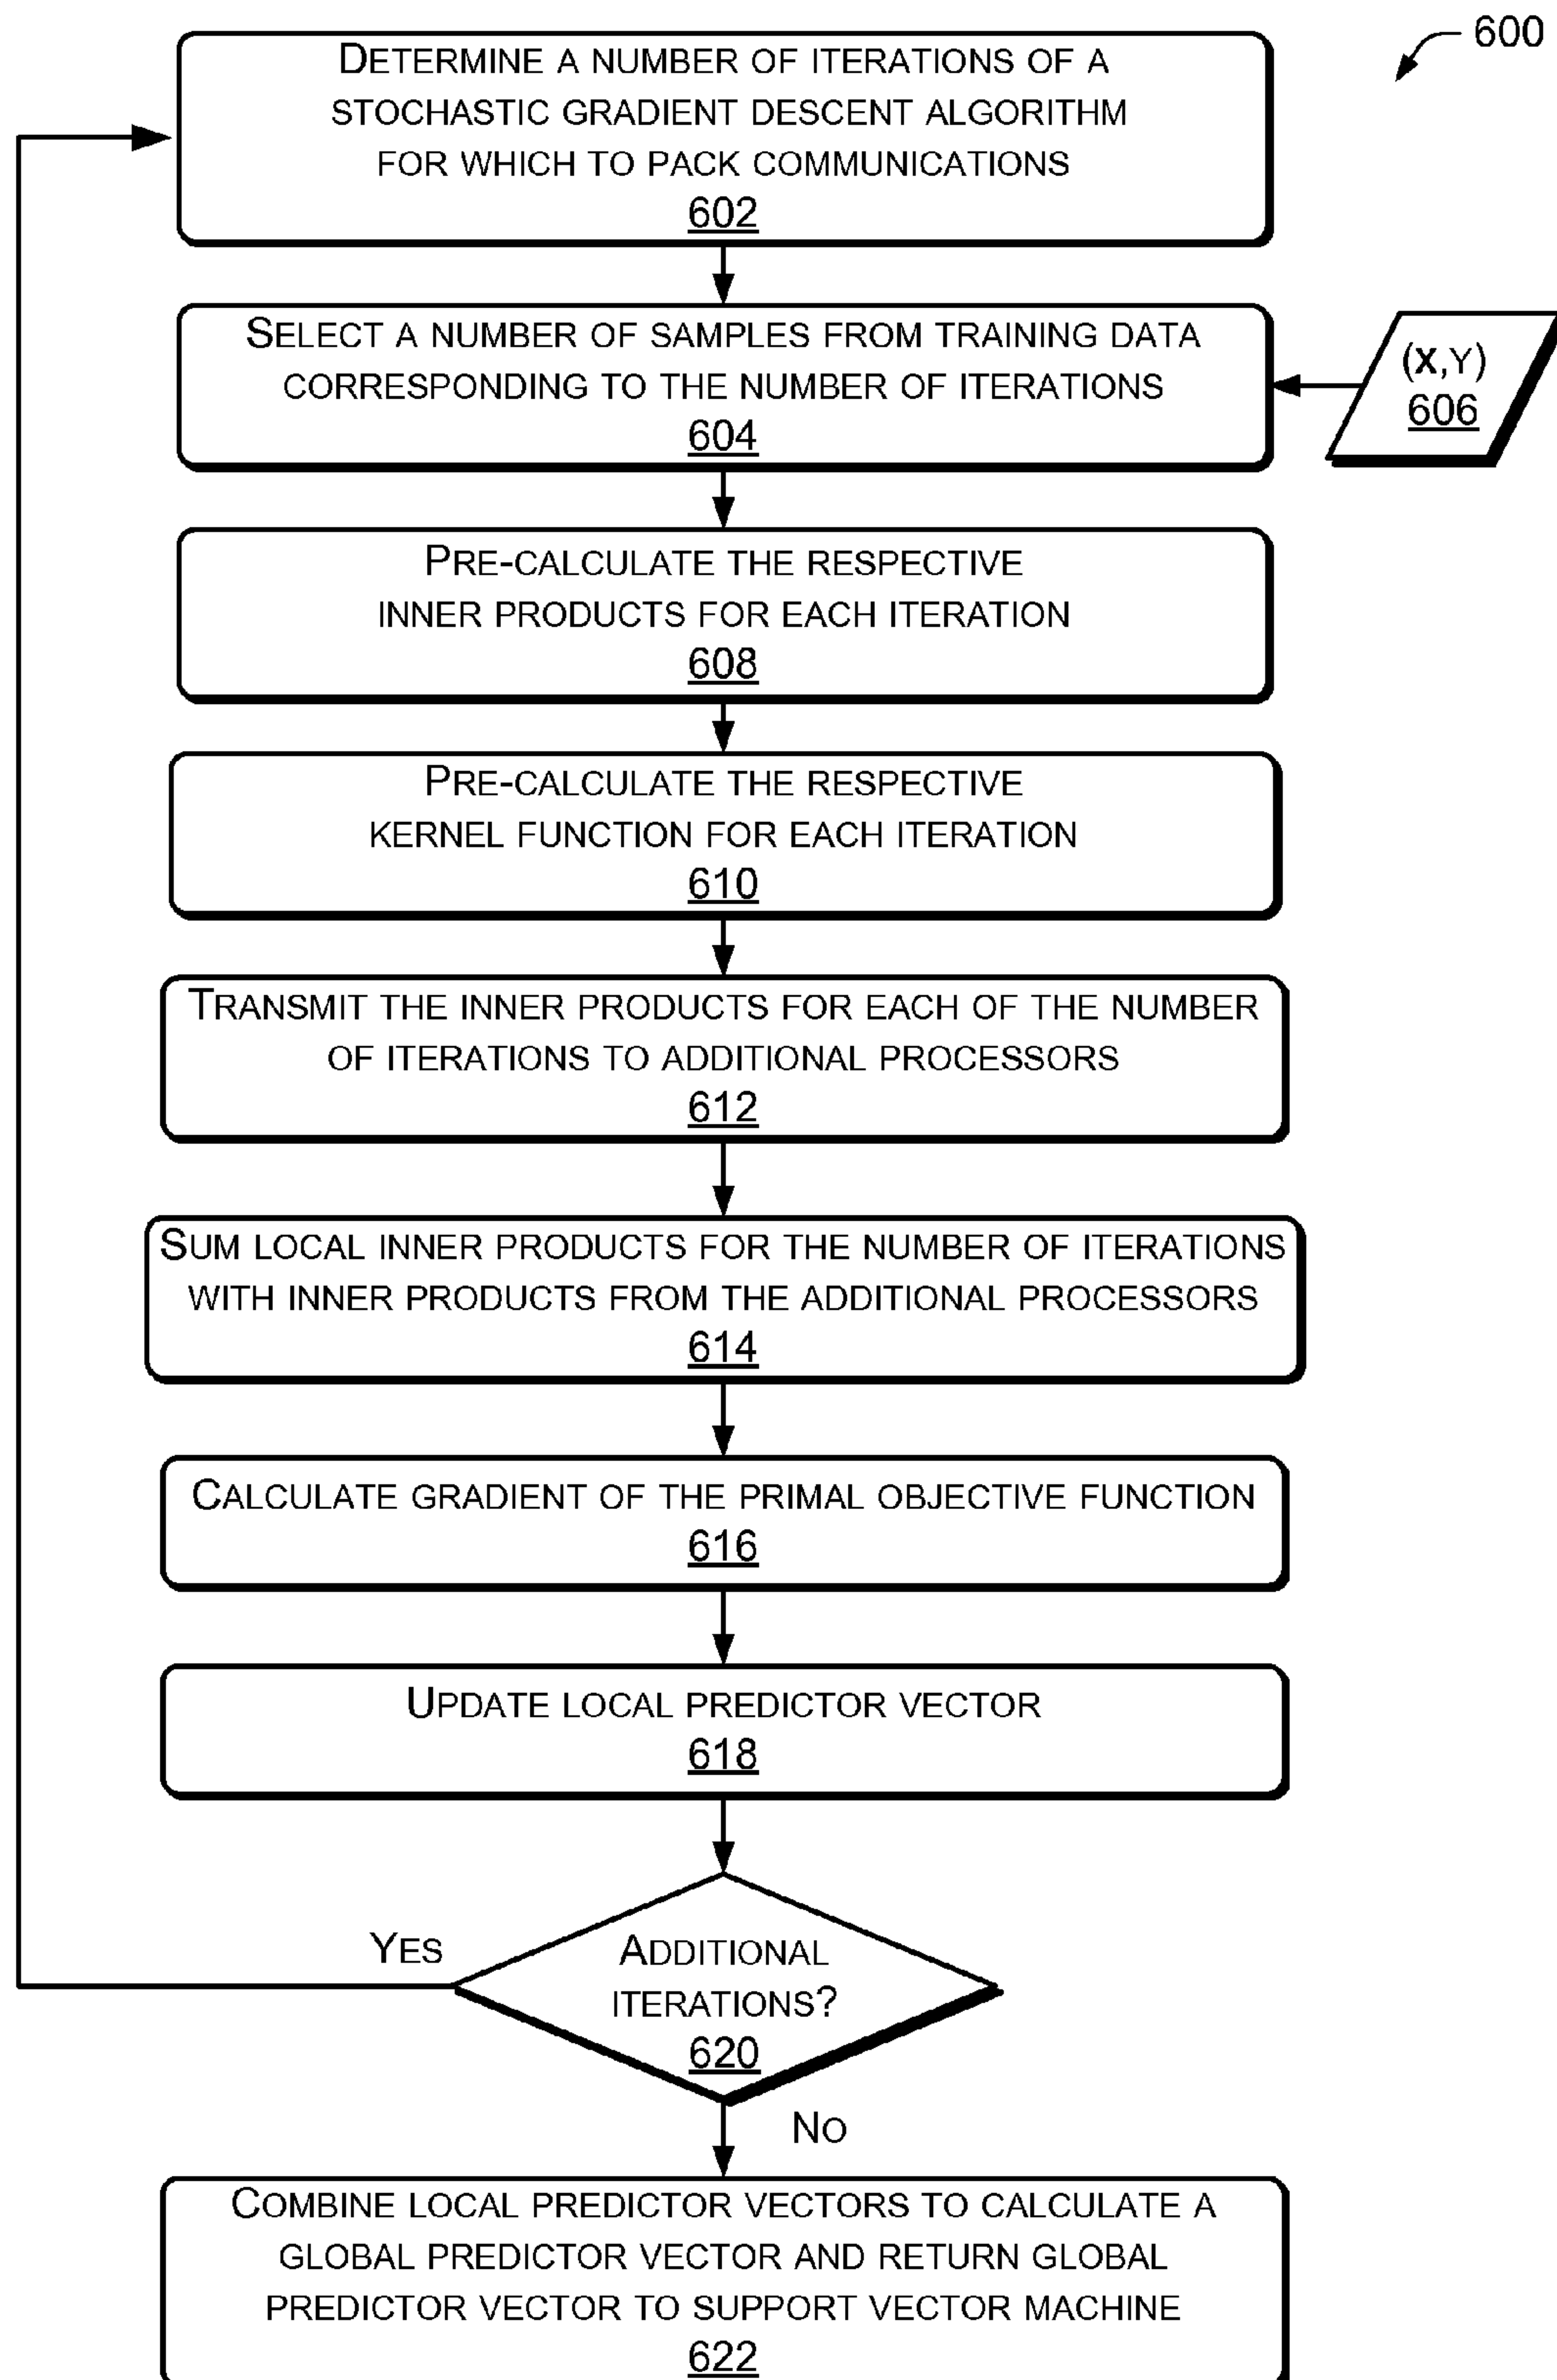 600
DETERMINE A NUMBER OF ITERATIONS OF A
STOCHASTIC GRADIENT DESCENT ALGORITHM
FOR WHICH TO PACK COMMUNICATIONS
602
SELECT A NUMBER OF SAMPLES FROM TRAINING DATA
CORRESPONDING TO THE NUMBER OF ITERATIONS
604
(X,Y)
606
PRE-CALCULATE THE RESPECTIVE
INNER PRODUCTS FOR EACH ITERATION
608
PRE-CALCULATE THE RESPECTIVE
KERNEL FUNCTION FOR EACH ITERATION
610
TRANSMIT THE INNER PRODUCTS FOR EACH OF THE NUMBER
OF ITERATIONS TO ADDITIONAL PROCESSORS
612
SUM LOCAL INNER PRODUCTS FOR THE NUMBER OF ITERATIONS
WITH INNER PRODUCTS FROM THE ADDITIONAL PROCESSORS
614
CALCULATE GRADIENT OF THE PRIMAL OBJECTIVE FUNCTION
616
UPDATE LOCAL PREDICTOR VECTOR
618
YES
ADDITIONAL
ITERATIONS?
620
NO
COMBINE LOCAL PREDICTOR VECTORS TO CALCULATE A
GLOBAL PREDICTOR VECTOR AND RETURN GLOBAL
PREDICTOR VECTOR TO SUPPORT VECTOR MACHINE
622